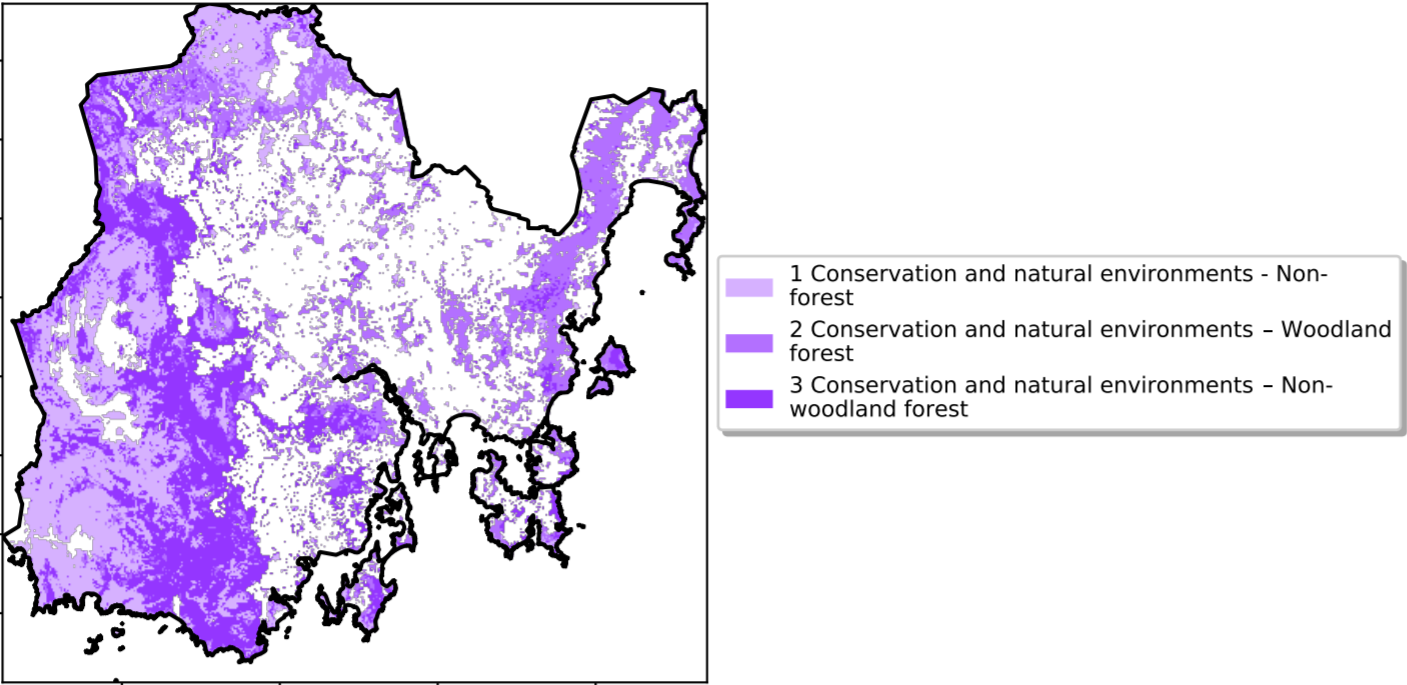 1 Conservation and natural environments - Non-
forest
2 Conservation and natural environments – Woodland
forest
3 Conservation and natural environments – Non-
woodland forest